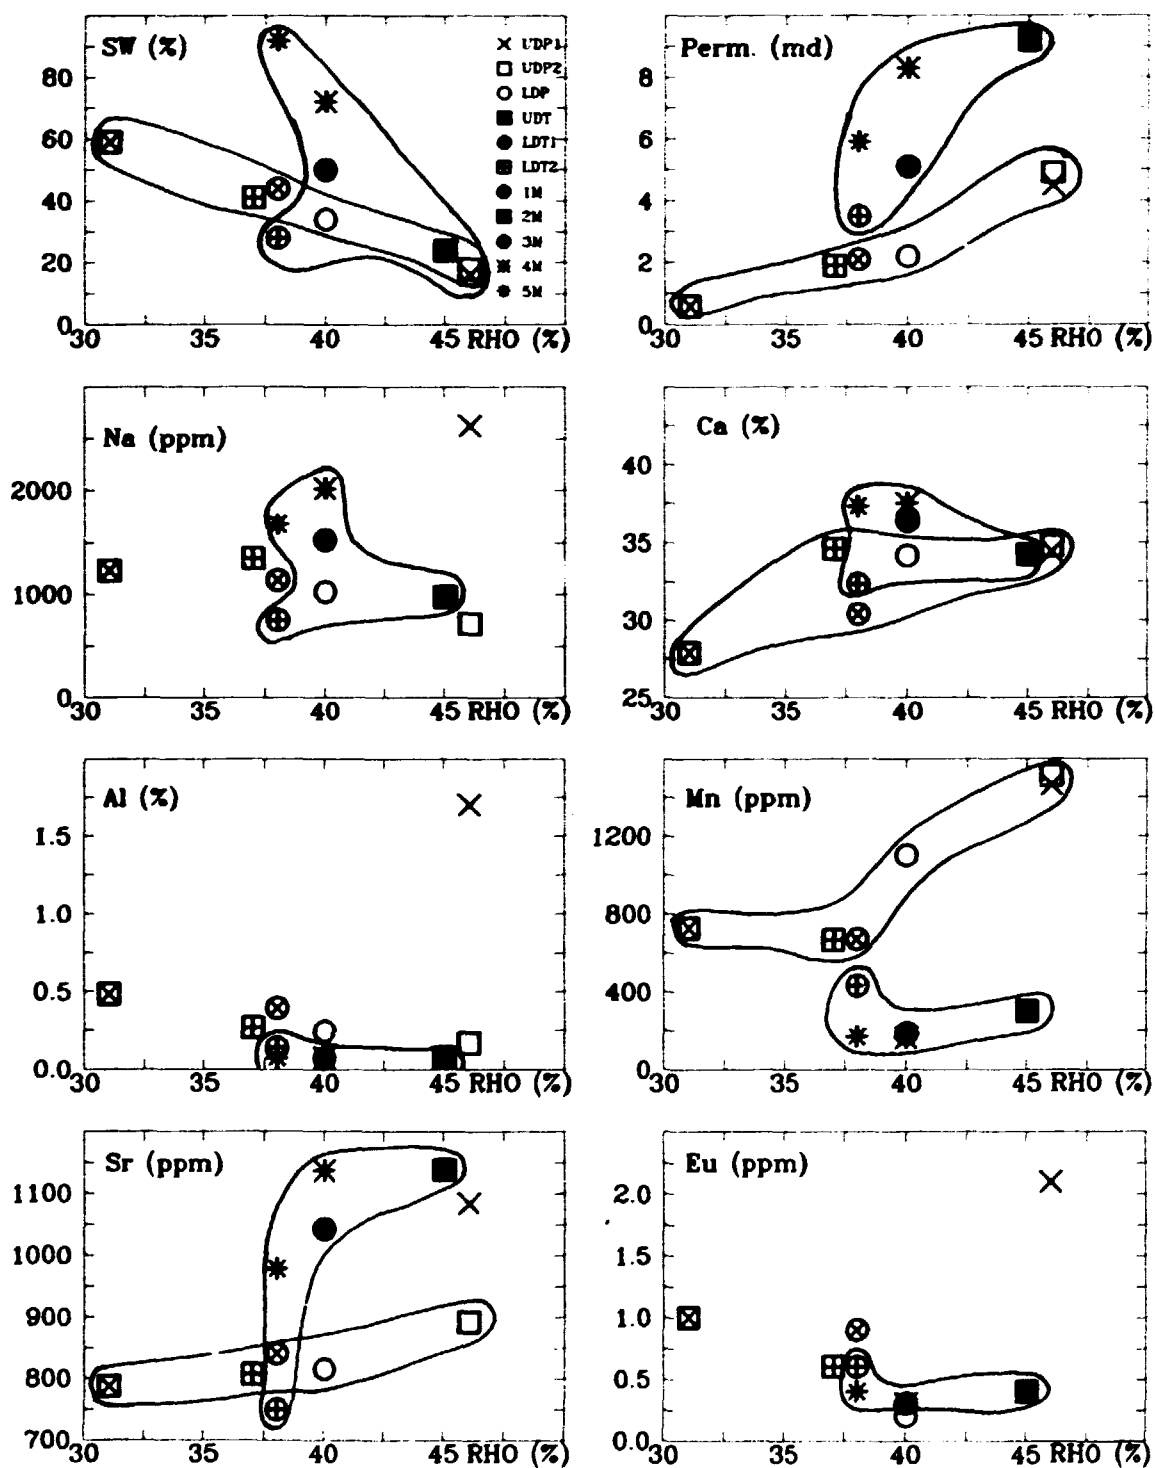 SW (%)
80
60
40
20
0
30 35 40 45 RHO (%)
UDP1
UDP2
LDP
UDT
LDT1
LDT2
1M
2M
3M
4M
5M
Perm. (md)
8
6
4
2
0
30 35 40 45 RHO (%)
Na (ppm)
2000
1000
0
30 35 40 45 RHO (%)
Ca (%)
40
35
30
25
30 35 40 45 RHO (%)
Al (%)
1.5
1.0
0.5
0.0
30 35 40 45 RHO (%)
Mn (ppm)
1200
800
400
0
30 35 40 45 RHO (%)
Sr (ppm)
1100
1000
900
800
700
30 35 40 45 RHO (%)
Eu (ppm)
2.0
1.5
1.0
0.5
0.0
30 35 40 45 RHO (%)